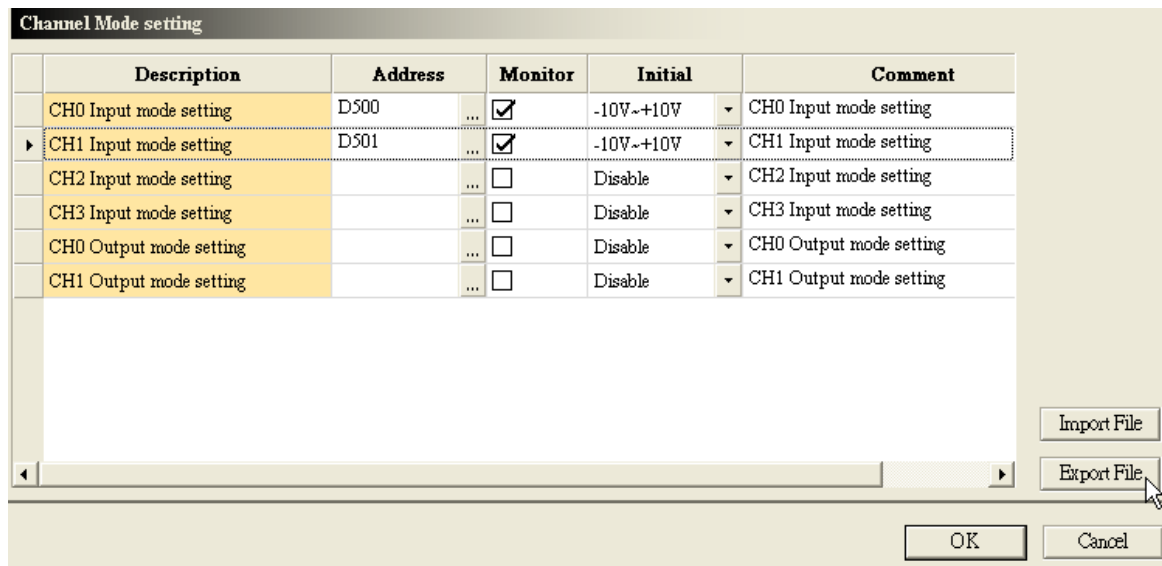 Channel Mode setting
Description Address Monitor Initial Comment
CH0 Input mode setting D500 ... -10V~+10V CH0 Input mode setting
CH1 Input mode setting D501 ... -10V~+10V CH1 Input mode setting
CH2 Input mode setting ... Disable CH2 Input mode setting
CH3 Input mode setting ... Disable CH3 Input mode setting
CH0 Output mode setting ... Disable CH0 Output mode setting
CH1 Output mode setting ... Disable CH1 Output mode setting
Import File
Export File
OK Cancel